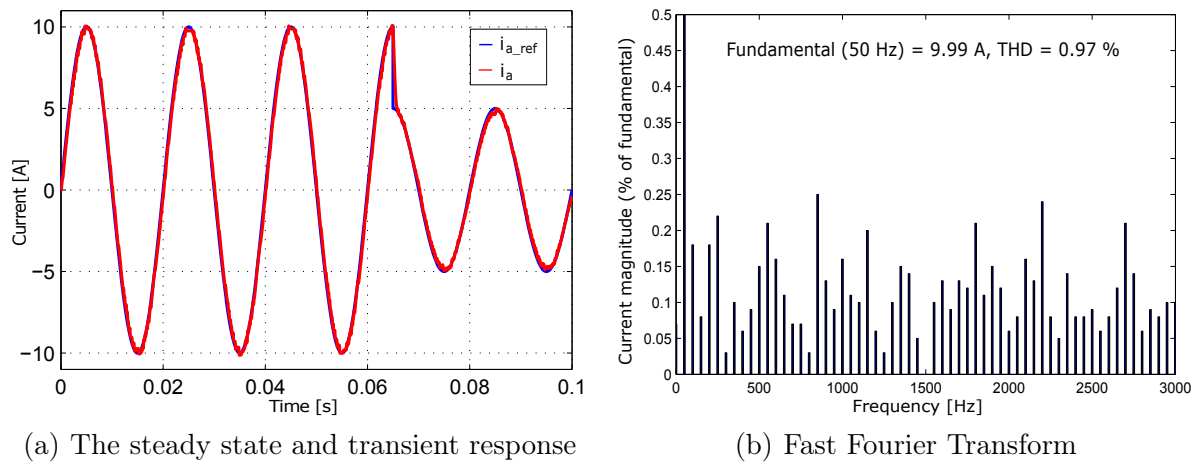 10
5
0
−5
−10
Current [A]
i_a_ref
i_a
0 0.02 0.04 0.06 0.08 0.1
Time [s]
(a) The steady state and transient response
0.5
0.45
0.4
0.35
0.3
0.25
0.2
0.15
0.1
0.05
0
Current magnitude (% of fundamental)
Fundamental (50 Hz) = 9.99 A, THD = 0.97 %
0 500 1000 1500 2000 2500 3000
Frequency [Hz]
(b) Fast Fourier Transform